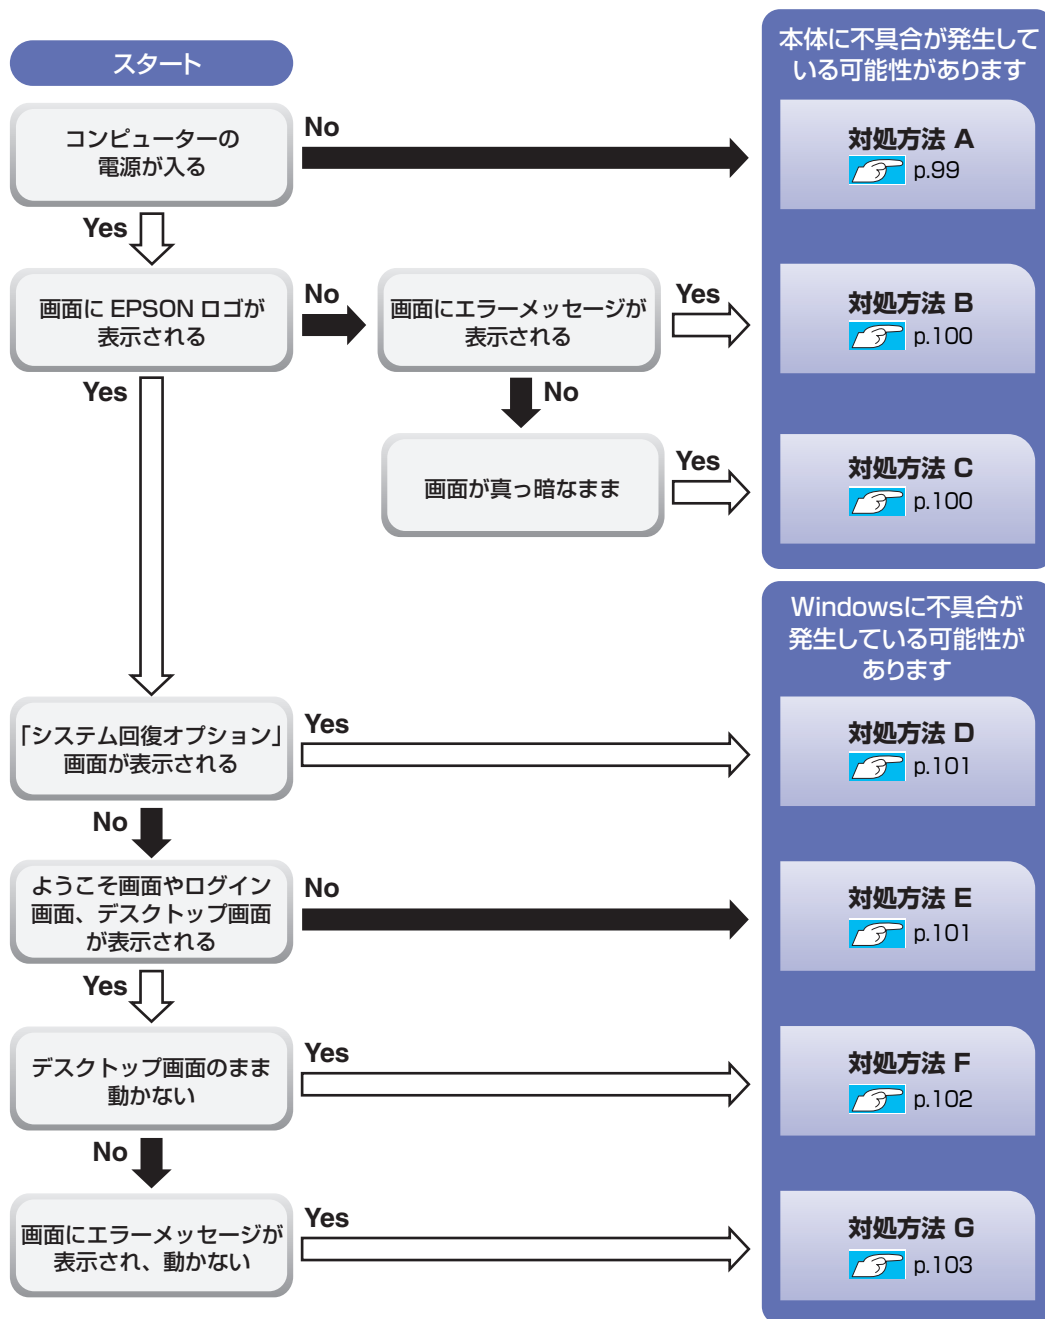 スタート
本体に不具合が発生して
いる可能性があります
コンピューターの
電源が入る
No
対処方法 A
p.99
Yes
画面に EPSON ロゴが
表示される
No
画面にエラーメッセージが
表示される
Yes
対処方法 B
p.100
Yes
No
画面が真っ暗なまま
Yes
対処方法 C
p.100
Windowsに不具合が
発生している可能性が
あります
「システム回復オプション」
画面が表示される
Yes
対処方法 D
p.101
No
ようこそ画面やログイン
画面、デスクトップ画面
が表示される
No
対処方法 E
p.101
Yes
デスクトップ画面のまま
動かない
Yes
対処方法 F
p.102
No
画面にエラーメッセージが
表示され、動かない
Yes
対処方法 G
p.103